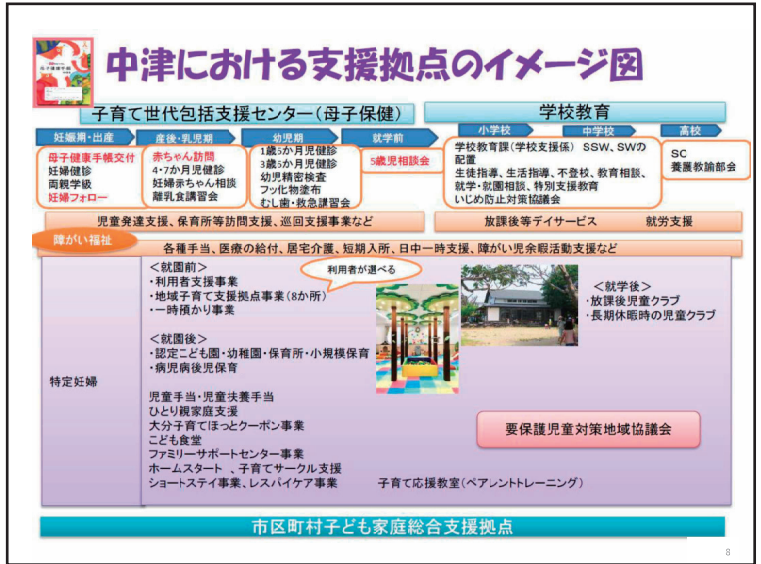 中津における支援拠点のイメージ図
子育て世代包括支援センター（母子保健）
学校教育
妊娠期・出産
産後・乳児期
幼児期
就学前
小学校
中学校
高校
母子健康手帳交付
妊婦健診
両親学級
妊婦フォロー
赤ちゃん訪問
4・7か月児健診
妊婦赤ちゃん相談
離乳食講習会
1歳5か月児健診
3歳5か月児健診
幼児精密検査
フッ化物塗布
むし歯・救急講習会
5歳児相談会
学校教育課（学校支援係） SSW、SWの
配置
生徒指導、生活指導、不登校、教育相談、
就学・就園相談、特別支援教育
いじめ防止対策協議会
SC
養護教諭部会
児童発達支援、保育所等訪問支援、巡回支援事業など
放課後等デイサービス
就労支援
障がい福祉
各種手当、医療の給付、居宅介護、短期入所、日中一時支援、障がい児余暇活動支援など
特定妊婦
＜就園前＞
・利用者支援事業
・地域子育て支援拠点事業（8か所）
・一時預かり事業
利用者が選べる
＜就園後＞
・認定こども園・幼稚園・保育所・小規模保育
・病児病後児保育
児童手当・児童扶養手当
ひとり親家庭支援
大分子育てほっとクーポン事業
こども食堂
ファミリーサポートセンター事業
ホームスタート 、子育てサークル支援
ショートステイ事業、レスパイケア事業
子育て応援教室（ペアレントトレーニング）
＜就学後＞
・放課後児童クラブ
・長期休暇時の児童クラブ
要保護児童対策地域協議会
市区町村子ども家庭総合支援拠点
8